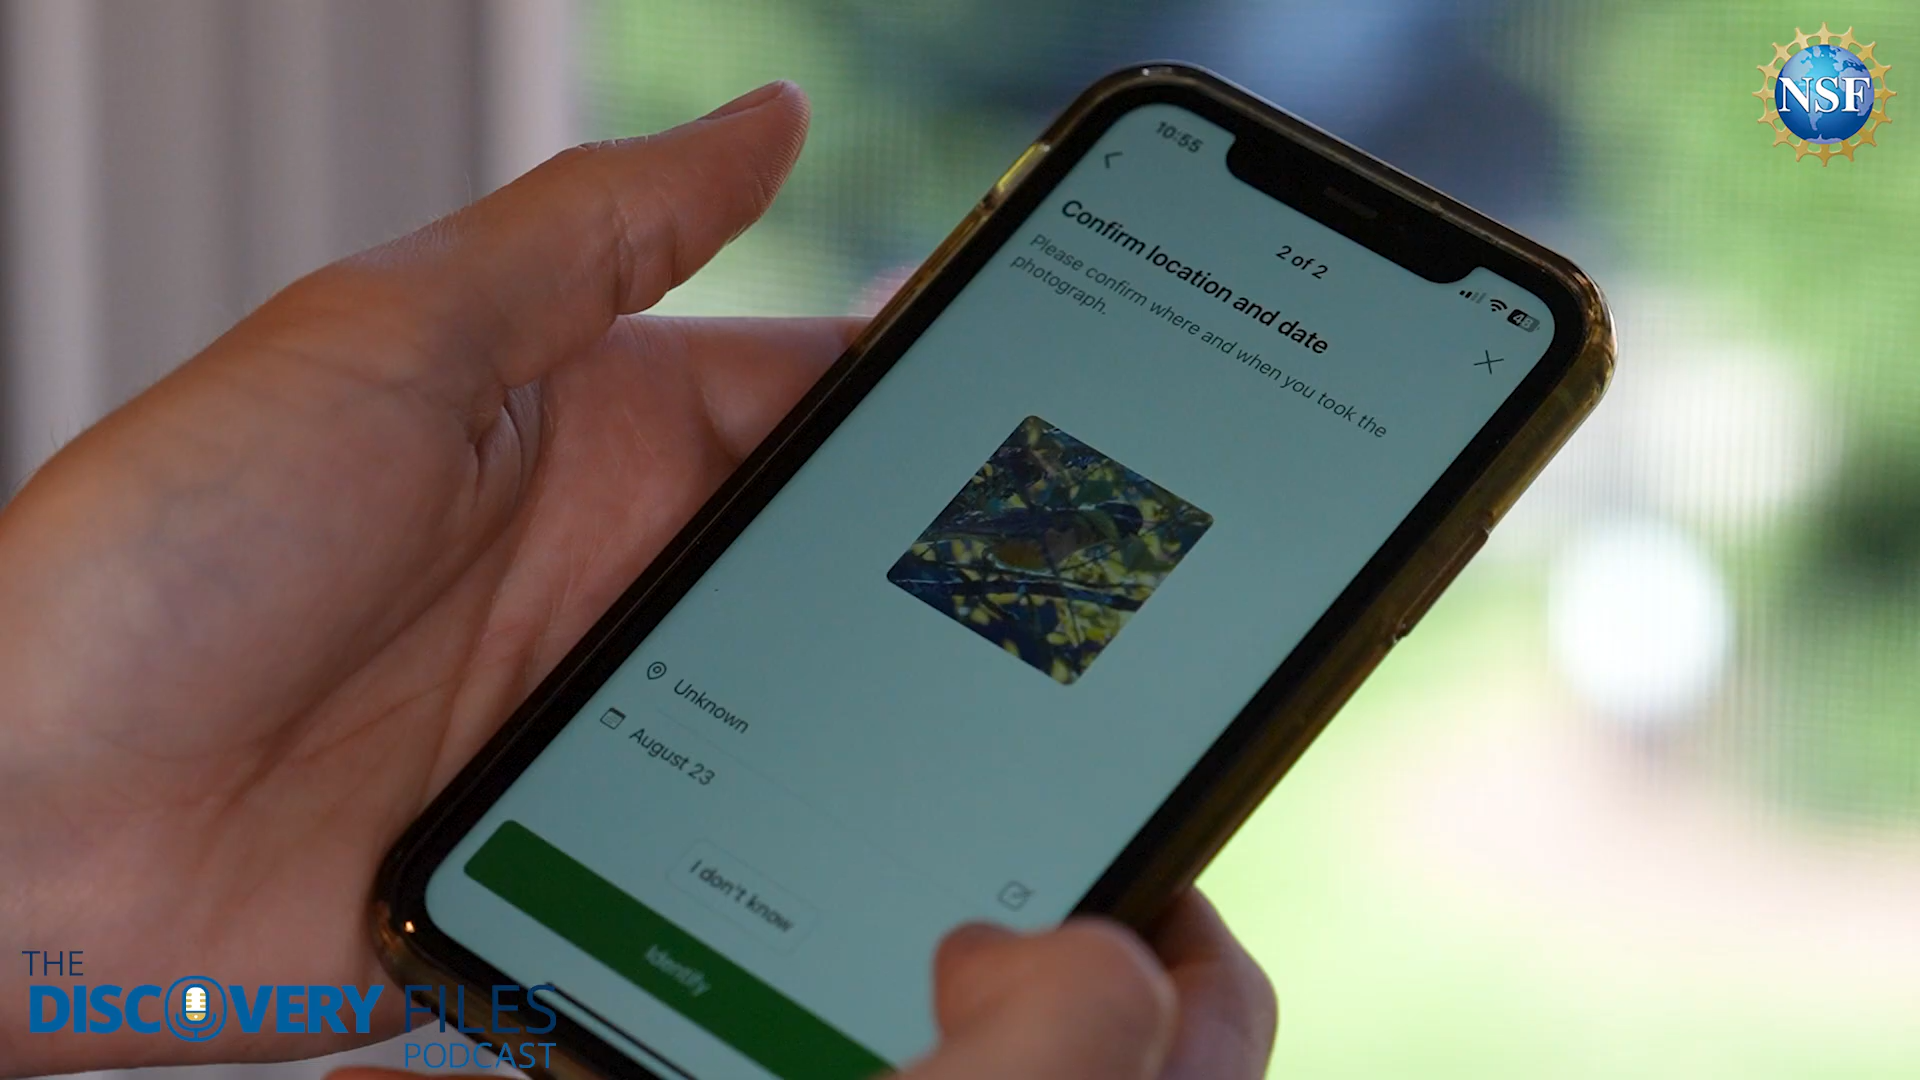 NSF
10:55
48
2 of 2
Confirm location and date
Please confirm where and when you took the
photograph.
Unknown
August 23
I don't know
Identify
THE
DISCOVERY FILES
PODCAST